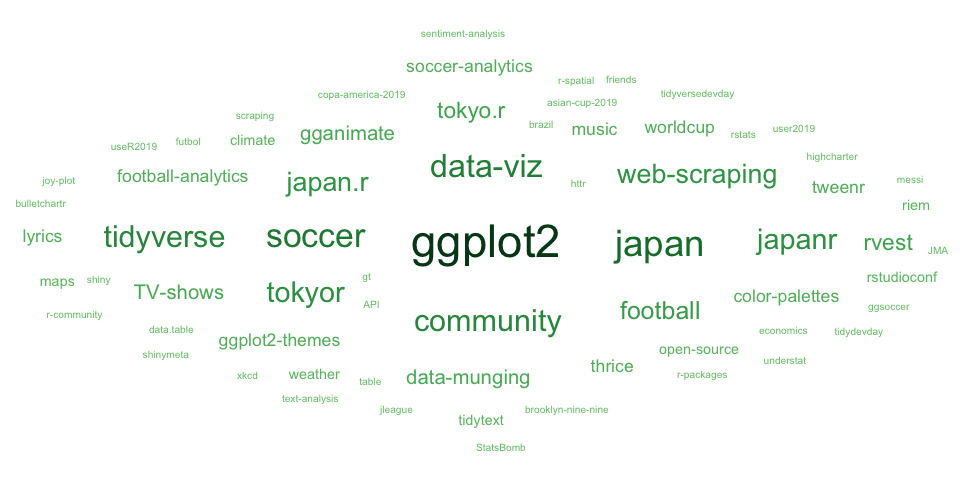 sentiment-analysis
soccer-analytics
r-spatial friends
copa-america-2019 tidyversedevday
tokyo.r asian-cup-2019
scraping brazil music worldcup rstats user2019
useR2019 futbol climate gganimate
joy-plot football-analytics japan.r data-viz httr web-scraping highcharter tweenr messi
bulletchartr riem
lyrics tidyverse soccer ggplot2 japan japanr rvest JMA
maps shiny TV-shows tokyor gt rstudioconf
r-community API football color-palettes ggsoccer
data.table ggplot2-themes community economics tidydevday
shinymeta open-source understat
xkcd weather table data-munging thrice r-packages
text-analysis jleague tidytext brooklyn-nine-nine
StatsBomb